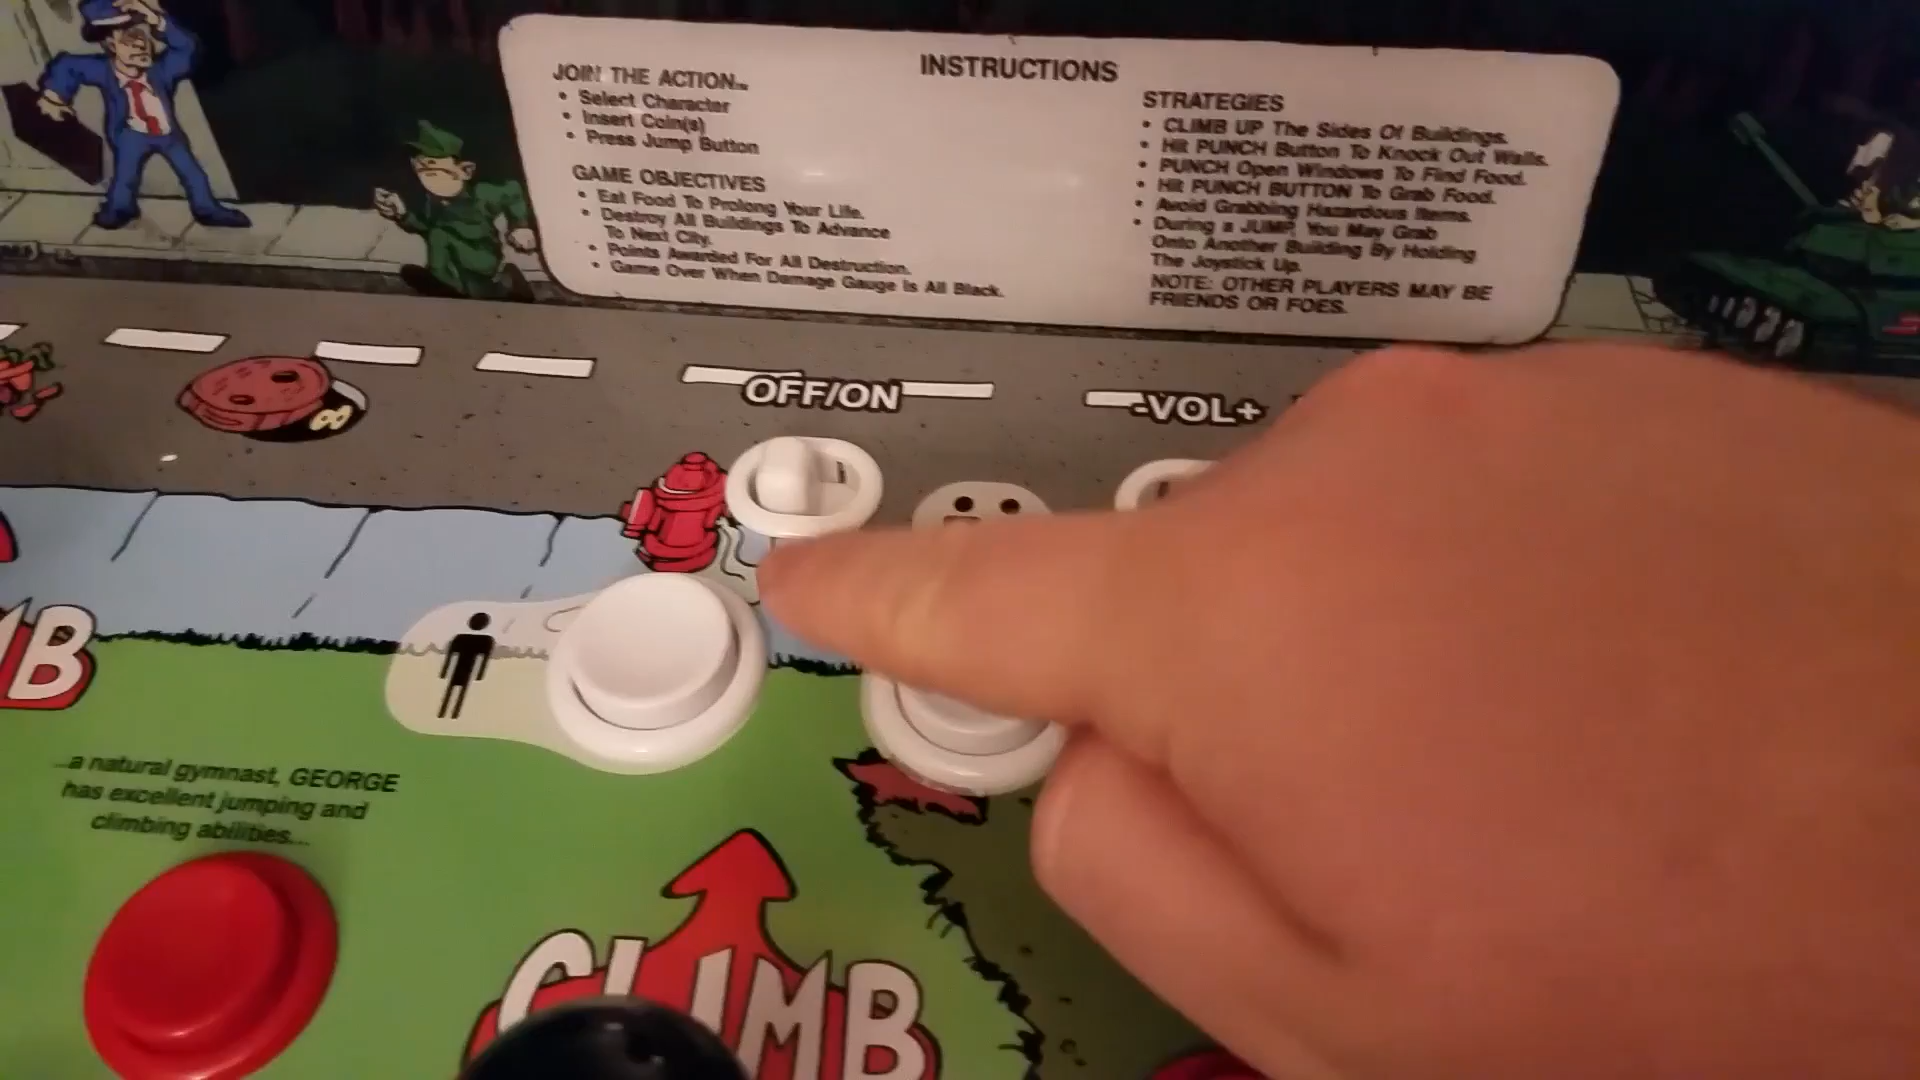 INSTRUCTIONS
JOIN THE ACTION...
• Select Character
• Insert Coin(s)
• Press Jump Button
GAME OBJECTIVES
• Eat Food To Prolong Your Life.
• Destroy All Buildings To Advance
To Next City.
• Points Awarded For All Destruction.
• Game Over When Damage Gauge Is All Black.
STRATEGIES
• CLIMB UP The Sides Of Buildings.
• Hit PUNCH Button To Knock Out Walls.
• PUNCH Open Windows To Find Food.
• Hit PUNCH BUTTON To Grab Food.
• Avoid Grabbing Hazardous Items.
• During a JUMP, You May Grab
Onto Another Building By Holding
The Joystick Up.
NOTE: OTHER PLAYERS MAY BE
FRIENDS OR FOES.
OFF/ON
-VOL+
MB
...a natural gymnast, GEORGE
has excellent jumping and
climbing abilities...
CLIMB